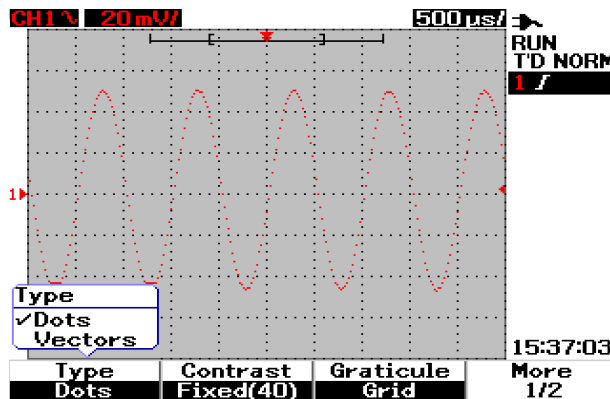 CH1 20mV/ 500µs/
RUN
T'D NORM
1
1
Type
✓Dots
Vectors
15:37:03
Type Contrast Graticule More
Dots Fixed(40) Grid 1/2